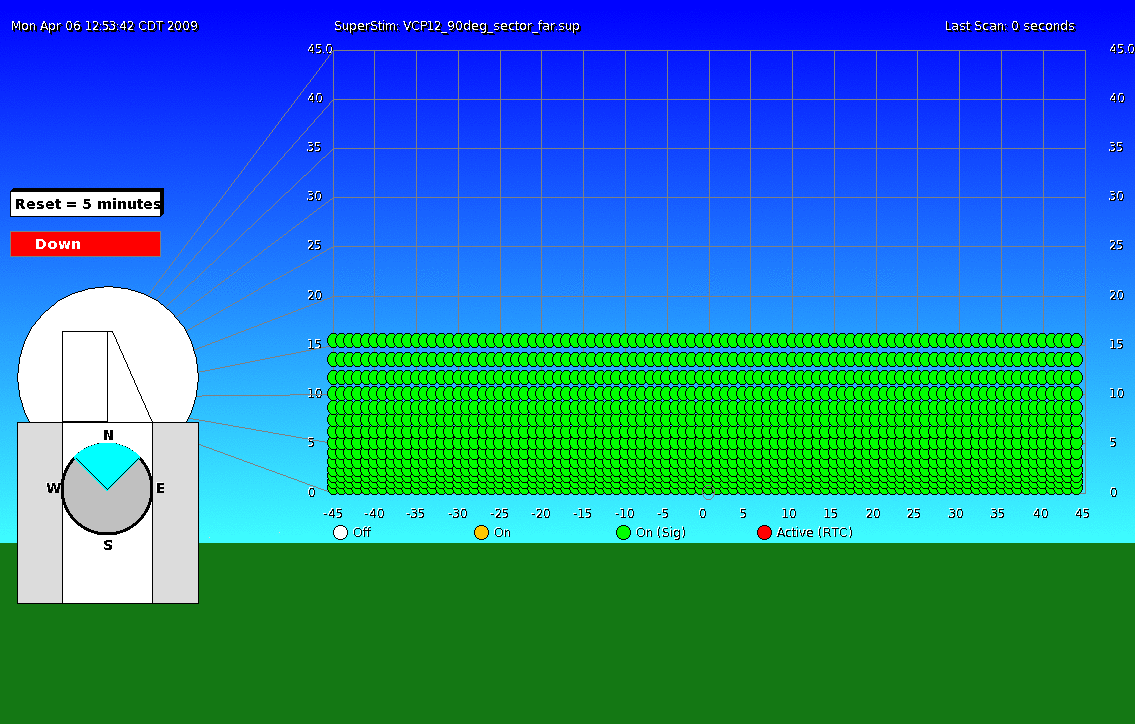 Mon Apr 06 12:53:42 CDT 2009 SuperStim: VCP12_90deg_sector_far.sup Last Scan: 0 seconds
45.0 45.0
40 40
35 35
30 30
Reset = 5 minutes
Down
25 25
20 20
15 15
10 10
N
5 5
W E
0 0
-45 -40 -35 -30 -25 -20 -15 -10 -5 0 5 10 15 20 25 30 35 40 45
Off On On (Sig) Active (RTC)
S